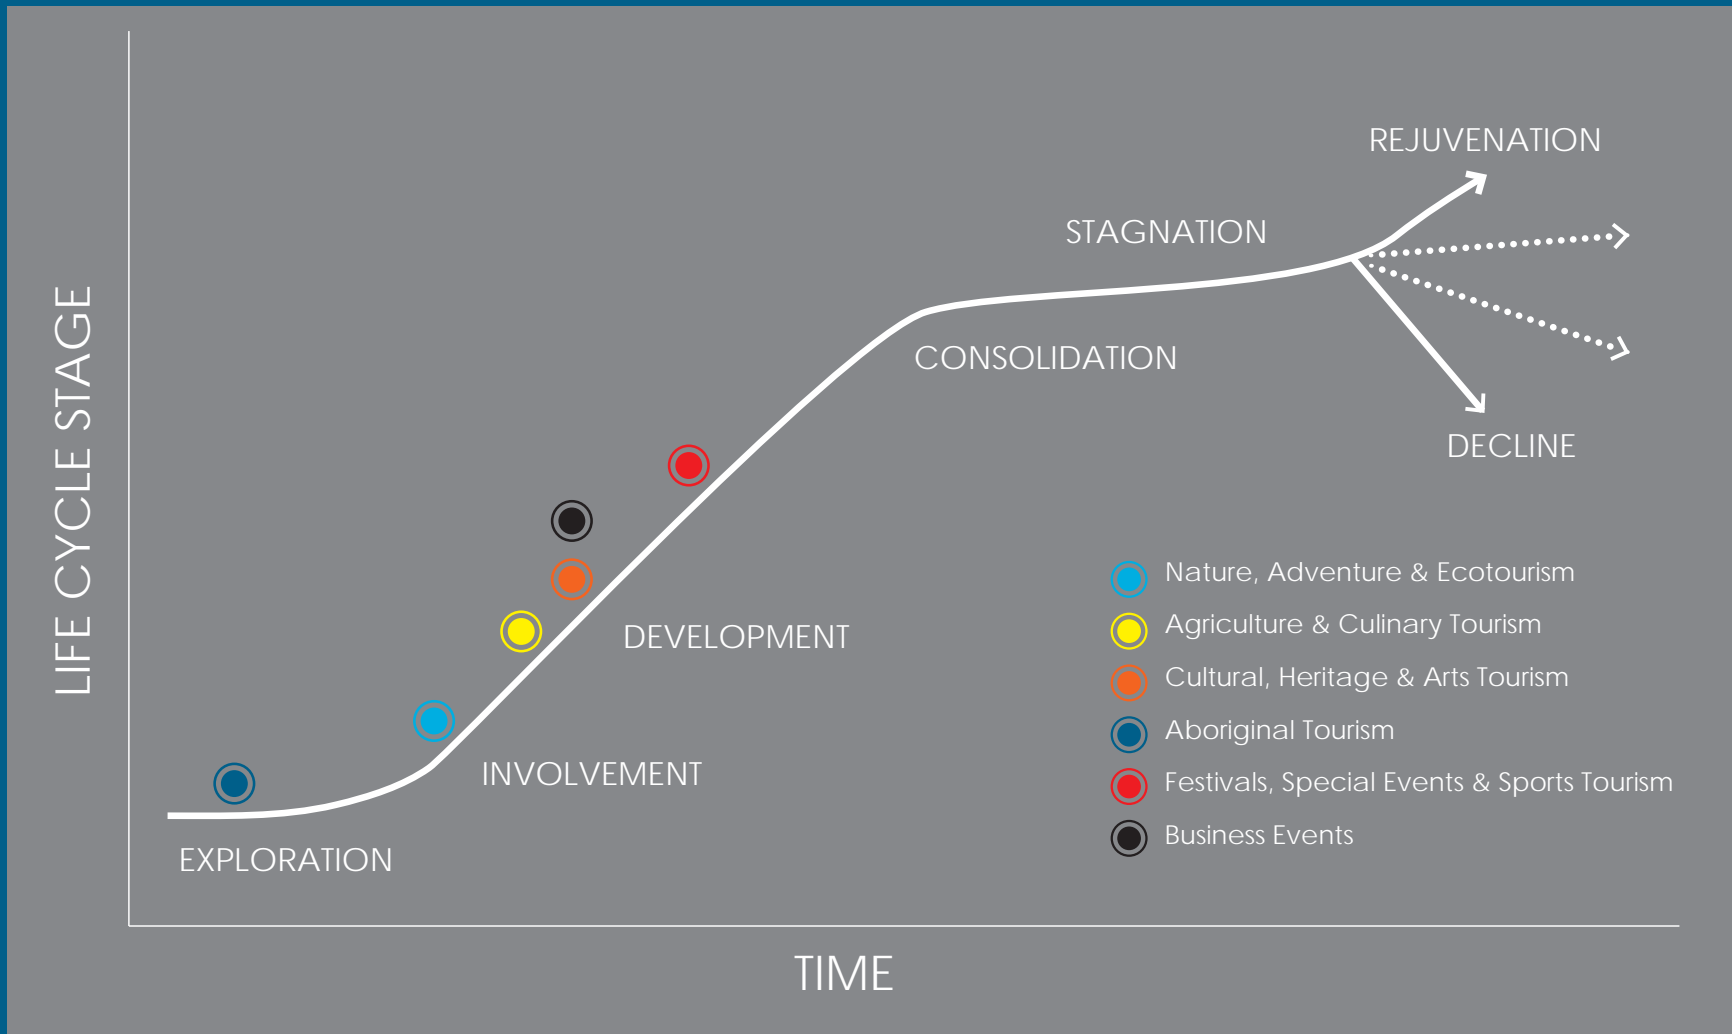 REJUVENATION
STAGNATION
CONSOLIDATION
DECLINE
DEVELOPMENT
INVOLVEMENT
EXPLORATION
LIFE CYCLE STAGE
TIME
Nature, Adventure & Ecotourism
Agriculture & Culinary Tourism
Cultural, Heritage & Arts Tourism
Aboriginal Tourism
Festivals, Special Events & Sports Tourism
Business Events